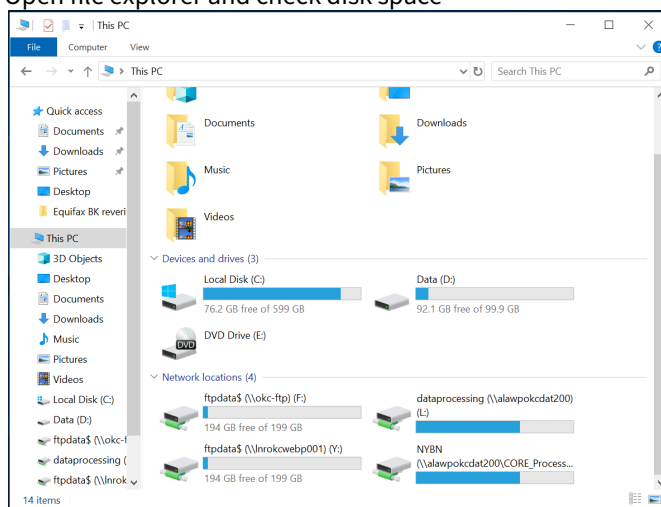 Open file explorer and check disk space
This PC
File Computer View
This PC
Search This PC
Quick access
Documents
Downloads
Pictures
Desktop
Equifax BK reveri
This PC
3D Objects
Desktop
Documents
Downloads
Music
Pictures
Videos
Local Disk (C:)
Data (D:)
ftpdata$ (\\okc-f
dataprocessing (
ftpdata$ (\\lnrok
Documents
Downloads
Music
Pictures
Videos
Devices and drives (3)
Local Disk (C:)
76.2 GB free of 599 GB
Data (D:)
92.1 GB free of 99.9 GB
DVD
DVD Drive (E:)
Network locations (4)
ftpdata$ (\\okc-ftp) (F:)
194 GB free of 199 GB
dataprocessing (\\alawpokcdat200)
(L:)
ftpdata$ (\\lnrokcwebp001) (Y:)
194 GB free of 199 GB
NYBN
(\\alawpokcdat200\CORE_Process...
14 items